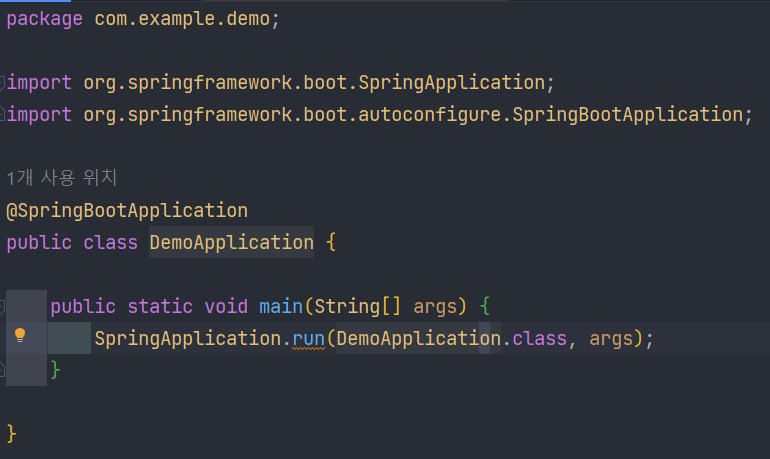 package com.example.demo;
import org.springframework.boot.SpringApplication;
import org.springframework.boot.autoconfigure.SpringBootApplication;
1개 사용 위치
@SpringBootApplication
public class DemoApplication {
public static void main(String[] args) {
SpringApplication.run(DemoApplication.class, args);
}
}